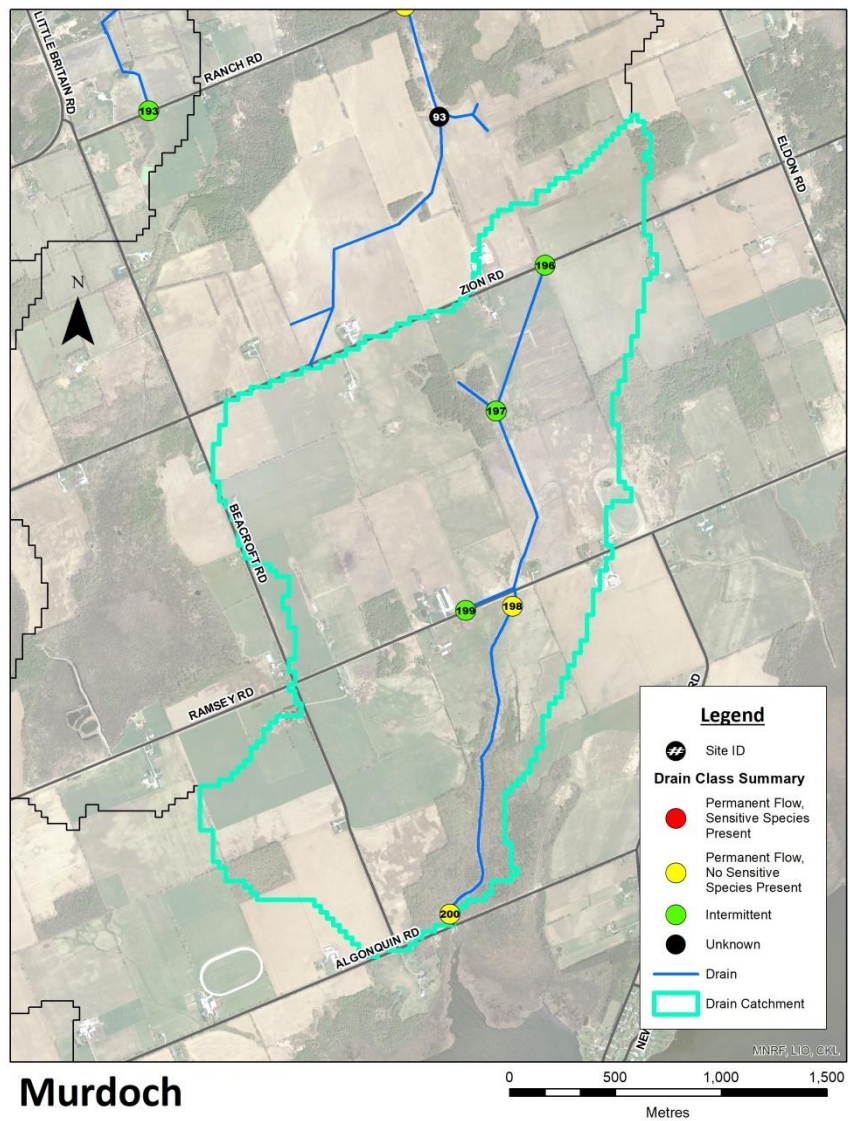 LITTLE BRITAIN RD
RANCH RD
193
93
ELDON RD
196
ZION RD
N
197
BEACROFT RD
199
198
RAMSEY RD
RD
200
ALGONQUIN RD
NEW
Legend
# Site ID
Drain Class Summary
Permanent Flow,
Sensitive Species
Present
Permanent Flow,
No Sensitive
Species Present
Intermittent
Unknown
Drain
Drain Catchment
MNRF, LIO, CKL
Murdoch
0 500 1,000 1,500
Metres